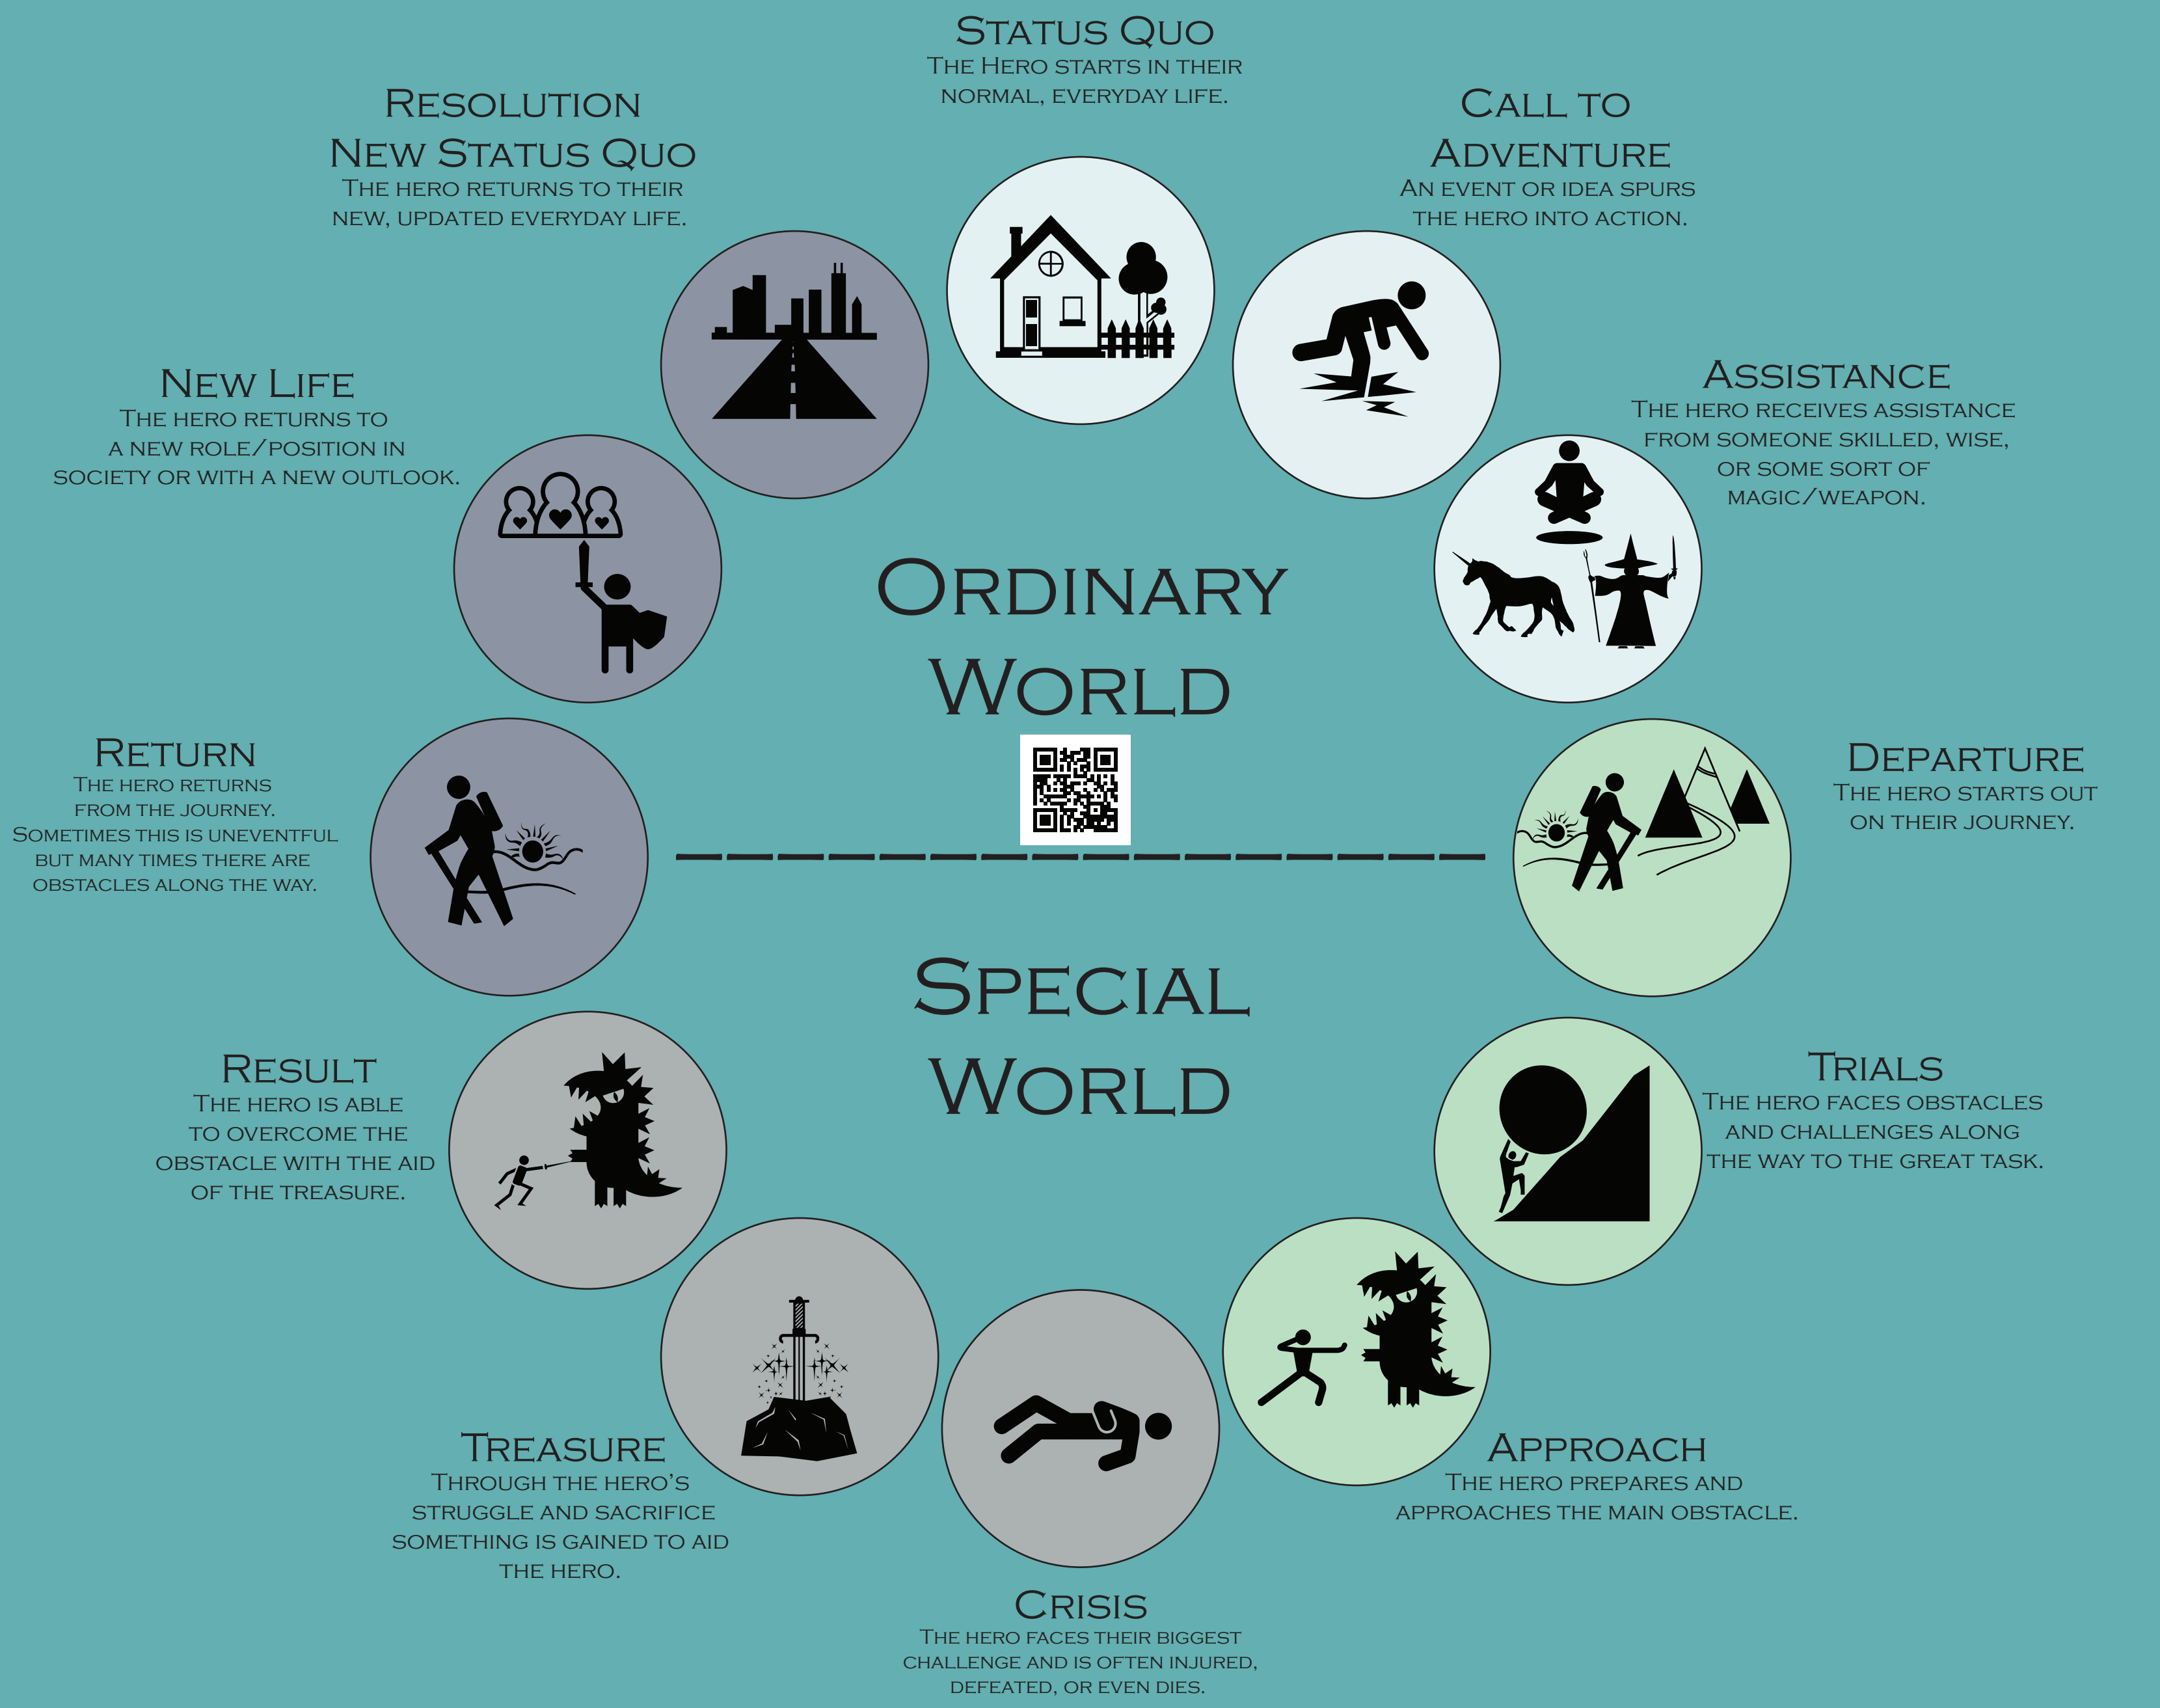 Status Quo
The Hero starts in their
normal, everyday life.
Call to
Adventure
An event or idea spurs
the hero into action.
Assistance
The hero receives assistance
from someone skilled, wise,
or some sort of
magic/weapon.
Departure
The hero starts out
on their journey.
Trials
The hero faces obstacles
and challenges along
the way to the great task.
Approach
The hero prepares and
approaches the main obstacle.
Crisis
The hero faces their biggest
challenge and is often injured,
defeated, or even dies.
Treasure
Through the hero's
struggle and sacrifice
something is gained to aid
the hero.
Result
The hero is able
to overcome the
obstacle with the aid
of the treasure.
Return
The hero returns
from the journey.
Sometimes this is uneventful
but many times there are
obstacles along the way.
New Life
The hero returns to
a new role/position in
society or with a new outlook.
Resolution
New Status Quo
The hero returns to their
new, updated everyday life.
Ordinary
World
Special
World